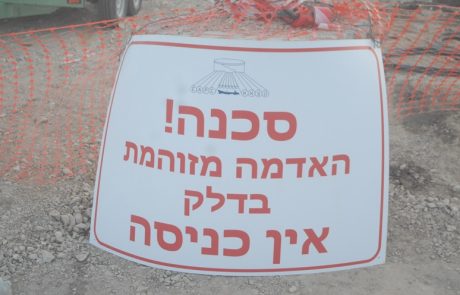 סכנה!
האדמה מזוהמת
בדלק
אין כניסה